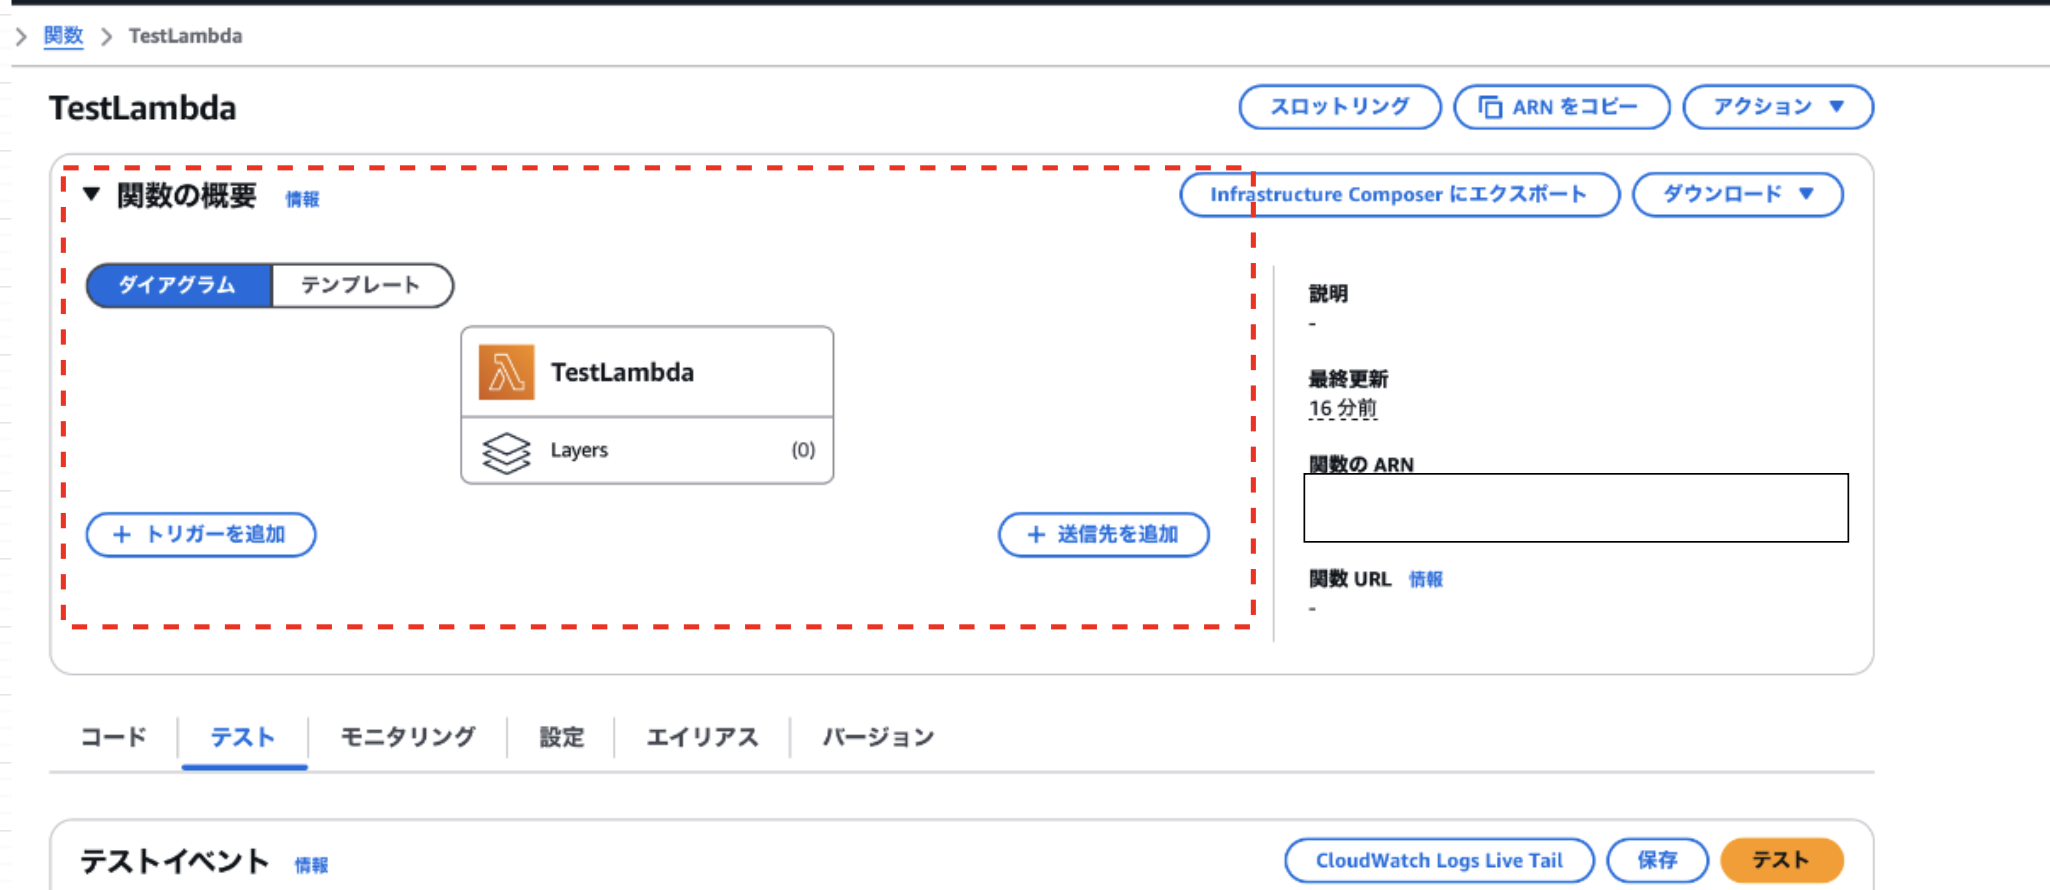 関数 TestLambda
TestLambda
スロットリング
ARN をコピー
アクション
関数の概要 情報
Infrastructure Composer にエクスポート
ダウンロード
ダイアグラム
テンプレート
TestLambda
Layers (0)
+ トリガーを追加
+ 送信先を追加
説明
-
最終更新
16 分前
関数の ARN
関数 URL 情報
-
コード
テスト
モニタリング
設定
エイリアス
バージョン
テストイベント 情報
CloudWatch Logs Live Tail
保存
テスト